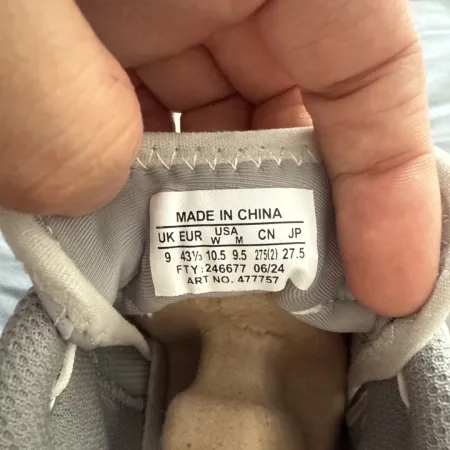 MADE IN CHINA
UK EUR USA CN JP
W M
9 43⅓ 10.5 9.5 275(2) 27.5
FTY: 246677 06/24
ART NO. 477757